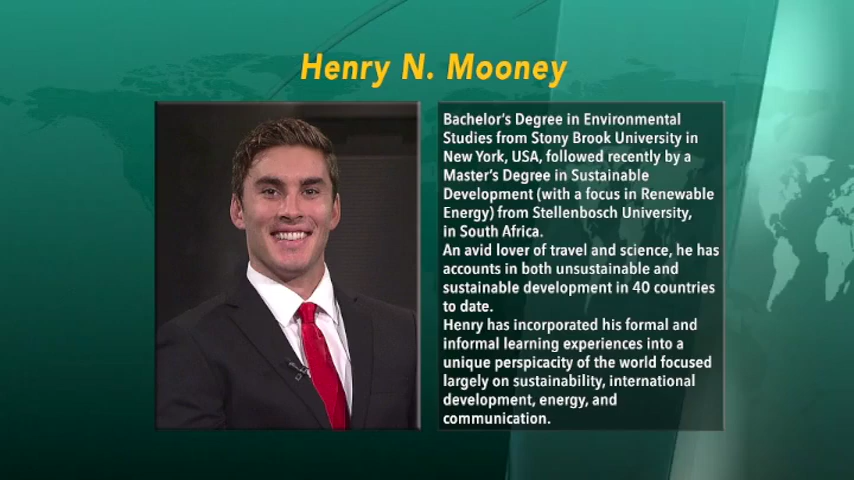 Henry N. Mooney
Bachelor's Degree in Environmental
Studies from Stony Brook University in
New York, USA, followed recently by a
Master's Degree in Sustainable
Development (with a focus in Renewable
Energy) from Stellenbosch University,
in South Africa.
An avid lover of travel and science, he has
accounts in both unsustainable and
sustainable development in 40 countries
to date.
Henry has incorporated his formal and
informal learning experiences into a
unique perspicacity of the world focused
largely on sustainability, international
development, energy, and
communication.